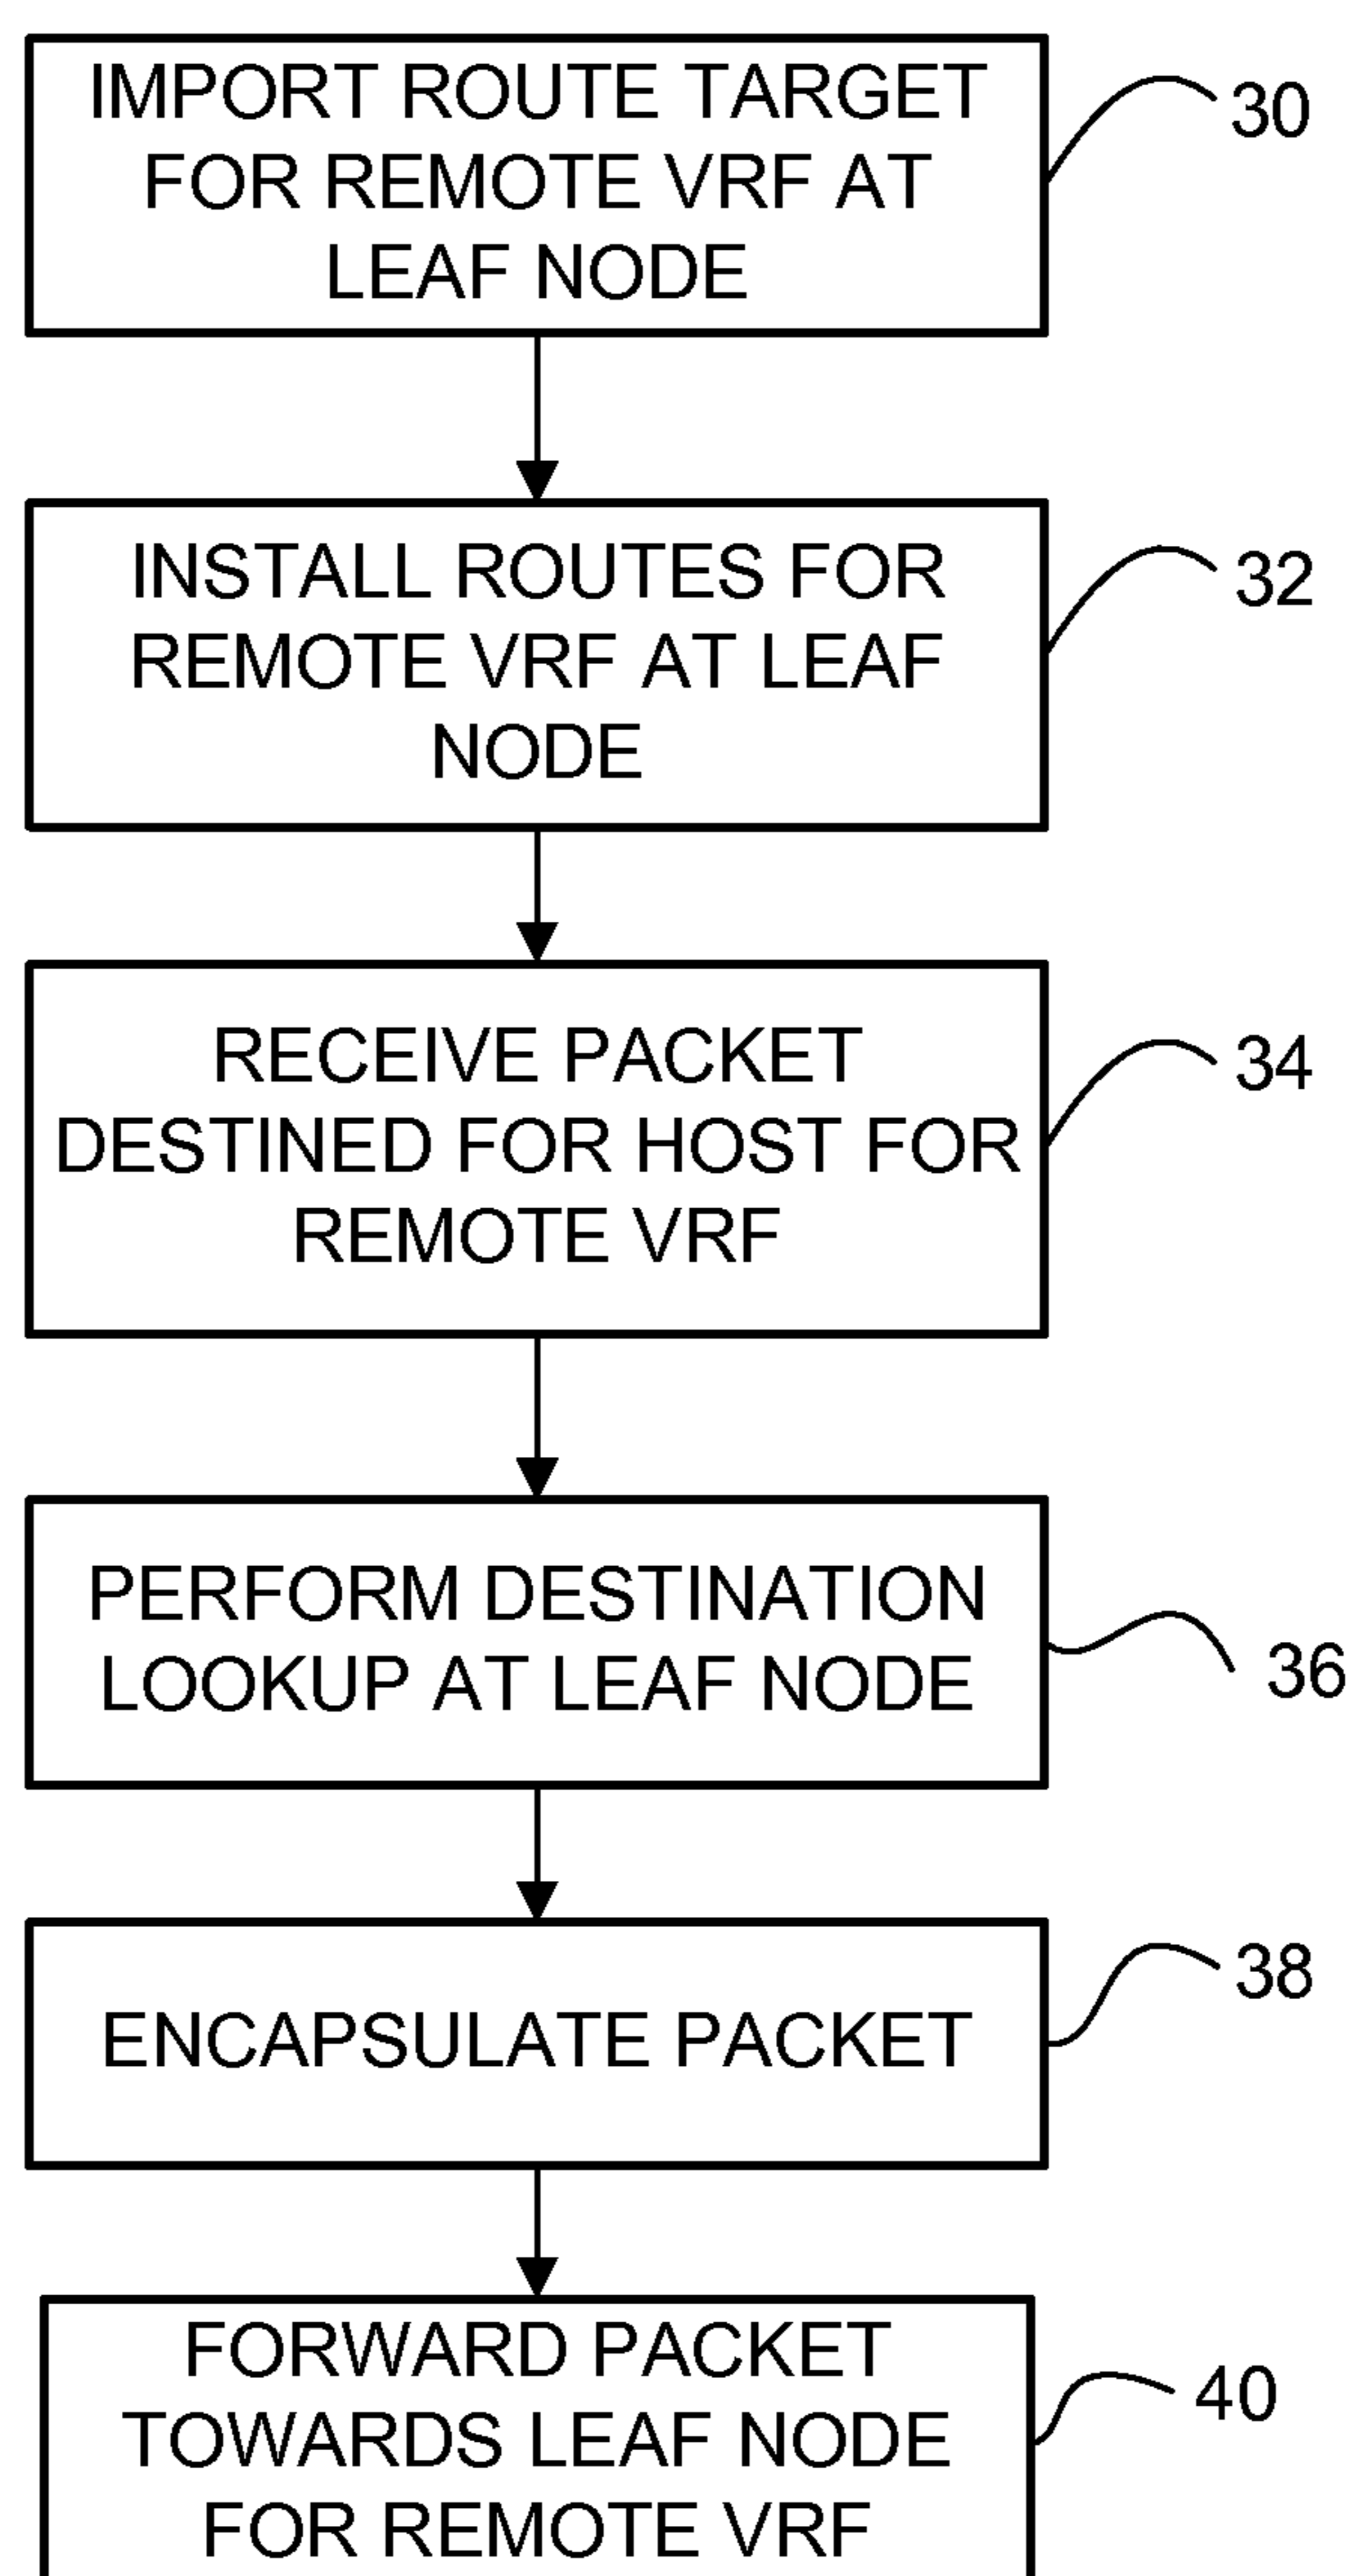 IMPORT ROUTE TARGET
FOR REMOTE VRF AT
LEAF NODE
30
INSTALL ROUTES FOR
REMOTE VRF AT LEAF
NODE
32
RECEIVE PACKET
DESTINED FOR HOST FOR
REMOTE VRF
34
PERFORM DESTINATION
LOOKUP AT LEAF NODE
36
ENCAPSULATE PACKET
38
FORWARD PACKET
TOWARDS LEAF NODE
FOR REMOTE VRF
40